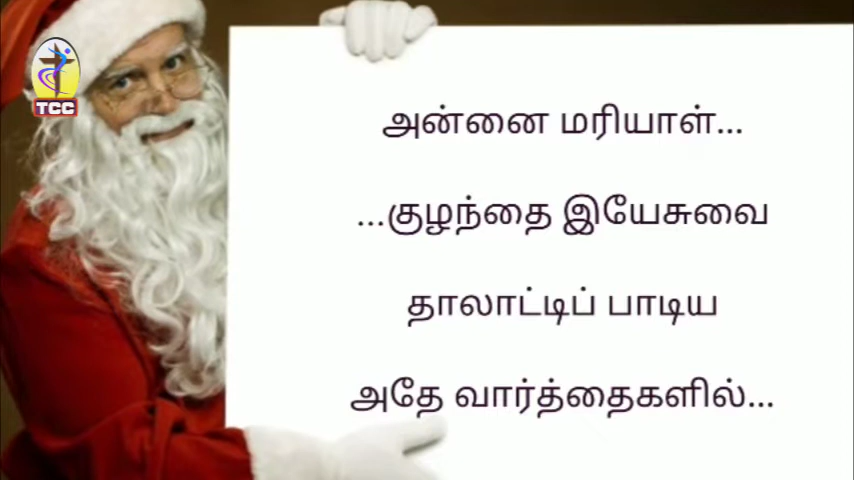 TCC
அன்னை மரியாள்...
...குழந்தை இயேசுவை
தாலாட்டிப் பாடிய
அதே வார்த்தைகளில்...